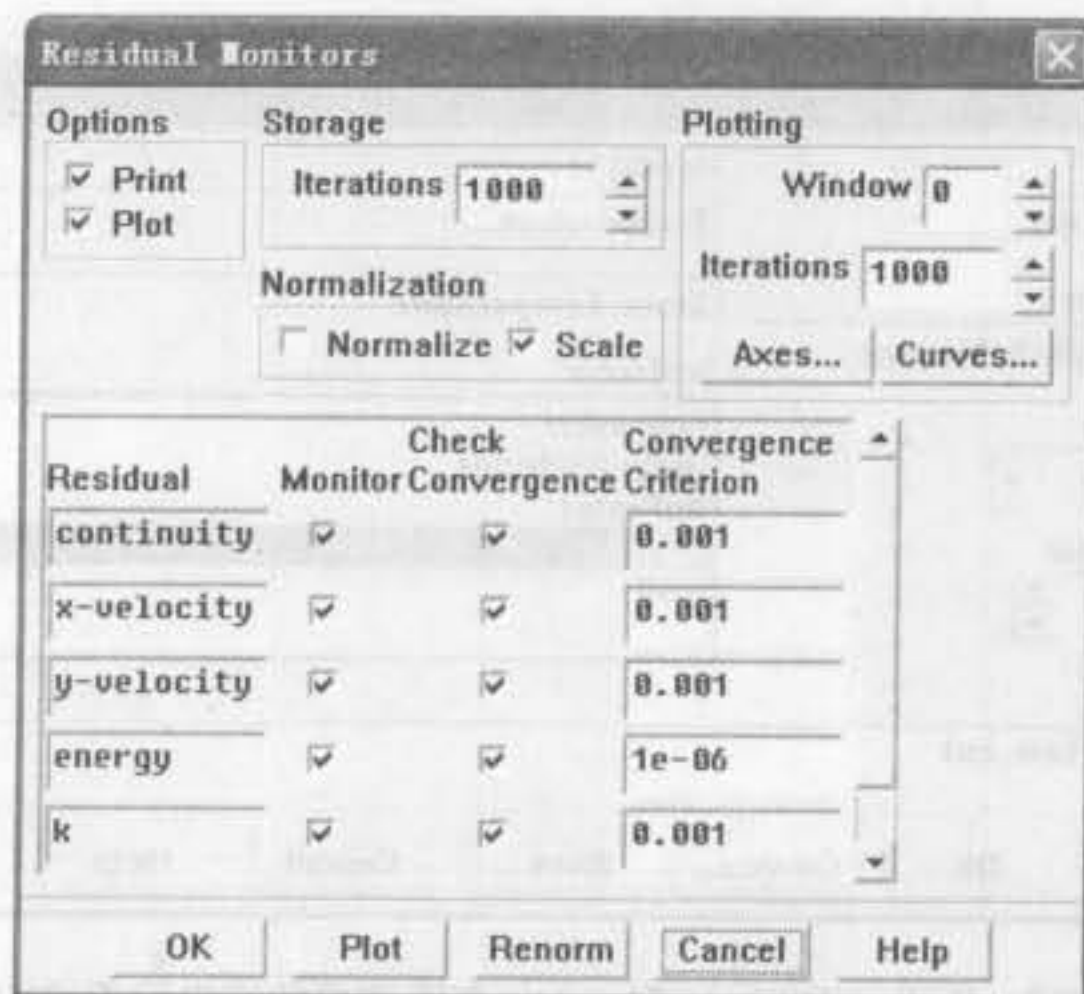 Residual Monitors
Options
Print
Plot
Storage
Iterations 1000
Normalization
Normalize Scale
Plotting
Window 0
Iterations 1000
Axes... Curves...
Residual Monitor Check Convergence Convergence Criterion
continuity 0.001
x-velocity 0.001
y-velocity 0.001
energy 1e-06
k 0.001
OK Plot Renorm Cancel Help